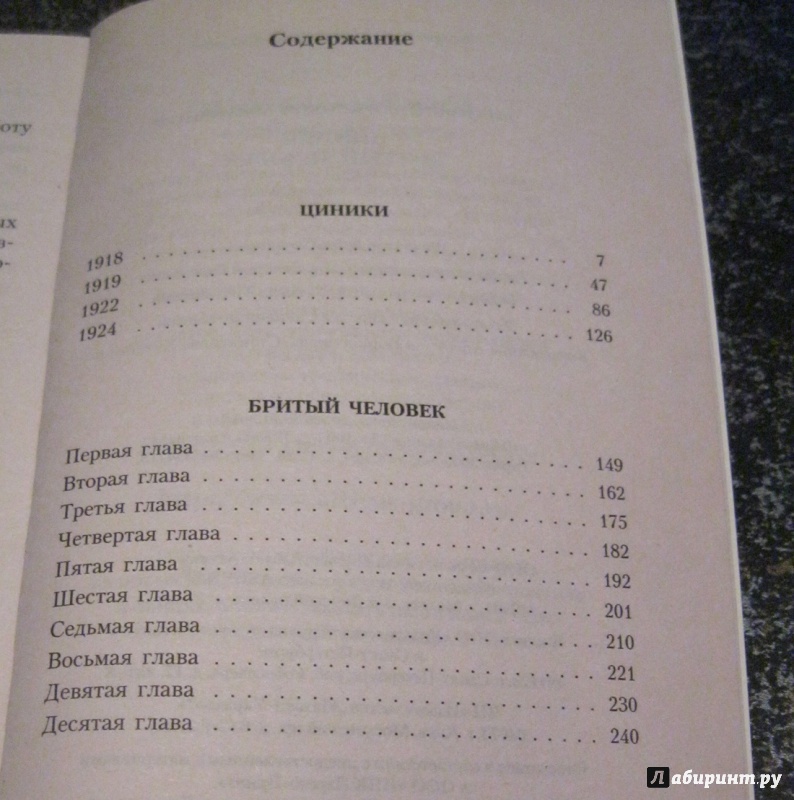 Содержание
оту
ых
в-
о-
ЦИНИКИ
1918 . . . . . . . . . . . . . . . . . . . . 7
1919 . . . . . . . . . . . . . . . . . . . . 47
1922 . . . . . . . . . . . . . . . . . . . . 86
1924 . . . . . . . . . . . . . . . . . . . . 126
БРИТЫЙ ЧЕЛОВЕК
Первая глава . . . . . . . . . . . . . . . . 149
Вторая глава . . . . . . . . . . . . . . . . 162
Третья глава . . . . . . . . . . . . . . . . 175
Четвертая глава . . . . . . . . . . . . . . . 182
Пятая глава . . . . . . . . . . . . . . . . 192
Шестая глава . . . . . . . . . . . . . . . . 201
Седьмая глава . . . . . . . . . . . . . . . . 210
Восьмая глава . . . . . . . . . . . . . . . . 221
Девятая глава . . . . . . . . . . . . . . . . 230
Десятая глава . . . . . . . . . . . . . . . . 240
Лабиринт.ру